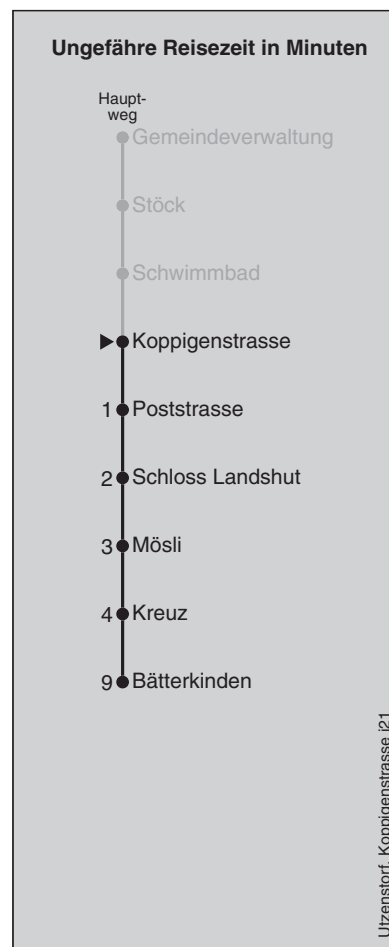 Ungefähre Reisezeit in Minuten
Haupt-
weg
Gemeindeverwaltung
Stöck
Schwimmbad
Koppigenstrasse
1 Poststrasse
2 Schloss Landshut
3 Mösli
4 Kreuz
9 Bätterkinden
Utzenstorf, Koppigenstrasse j21